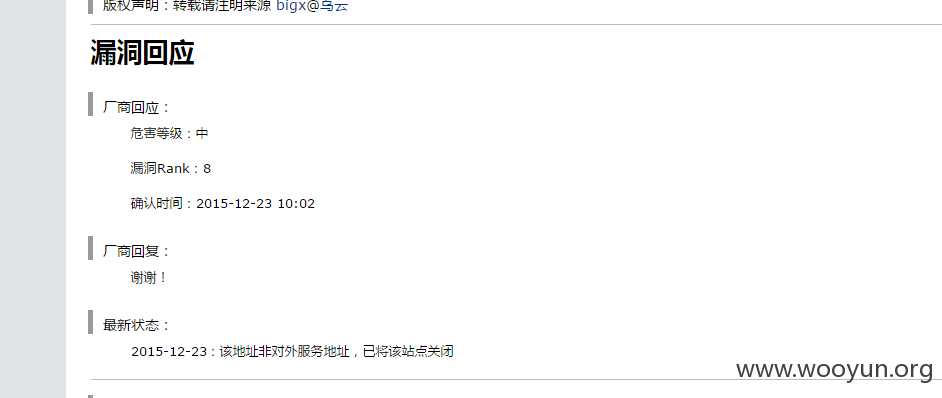 版权声明：转载请注明来源 bigx@乌云
漏洞回应
厂商回应：
危害等级：中
漏洞Rank：8
确认时间：2015-12-23 10:02
厂商回复：
谢谢！
最新状态：
2015-12-23：该地址非对外服务地址，已将该站点关闭
www.wooyun.org